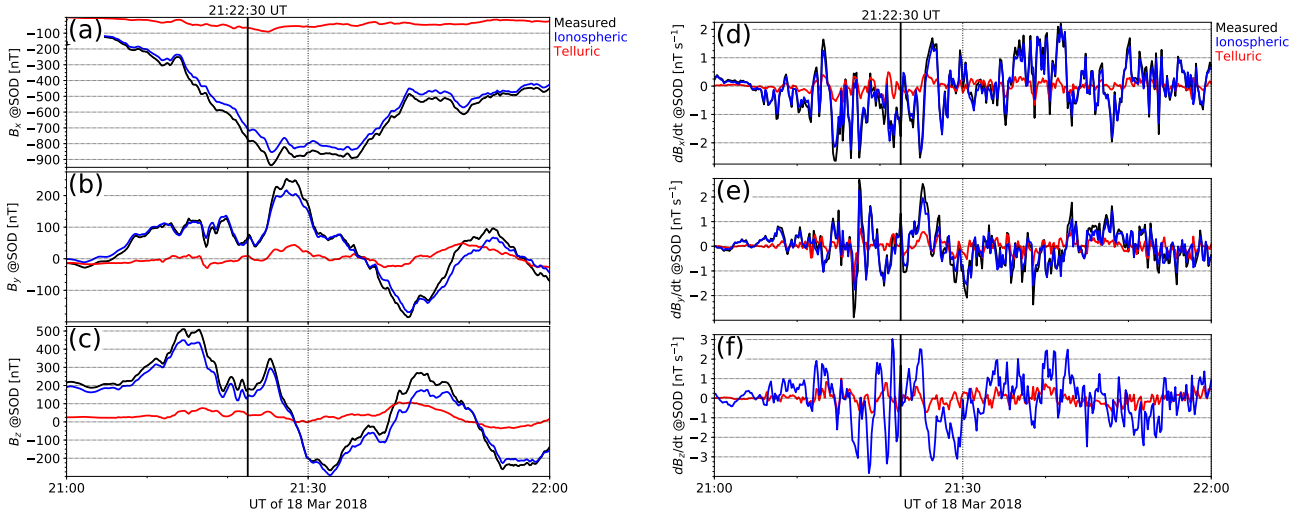 21:22:30 UT
Measured
Ionospheric
Telluric
(a)
B_x @SOD [nT]
−100
−200
−300
−400
−500
−600
−700
−800
−900
(b)
B_y @SOD [nT]
200
100
0
−100
(c)
B_z @SOD [nT]
500
400
300
200
100
0
−100
−200
21:00
21:30
22:00
UT of 18 Mar 2018
21:22:30 UT
Measured
Ionospheric
Telluric
(d)
dB_x/dt @SOD [nT s⁻¹]
2
1
0
−1
−2
(e)
dB_y/dt @SOD [nT s⁻¹]
2
1
0
−1
−2
(f)
dB_z/dt @SOD [nT s⁻¹]
3
2
1
0
−1
−2
−3
21:00
21:30
22:00
UT of 18 Mar 2018